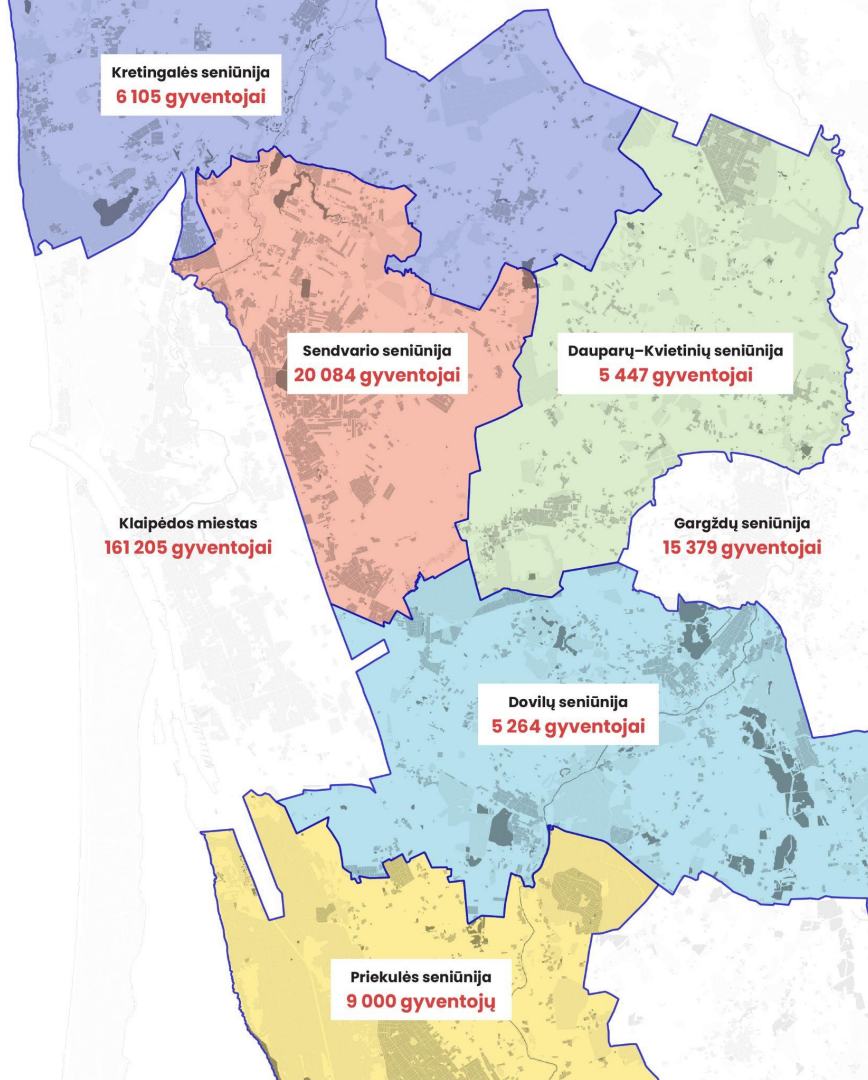 Kretingalės seniūnija
6 105 gyventojai
Sendvario seniūnija
20 084 gyventojai
Dauparų–Kvietinių seniūnija
5 447 gyventojai
Klaipėdos miestas
161 205 gyventojai
Gargždų seniūnija
15 379 gyventojai
Dovilų seniūnija
5 264 gyventojai
Priekulės seniūnija
9 000 gyventojų